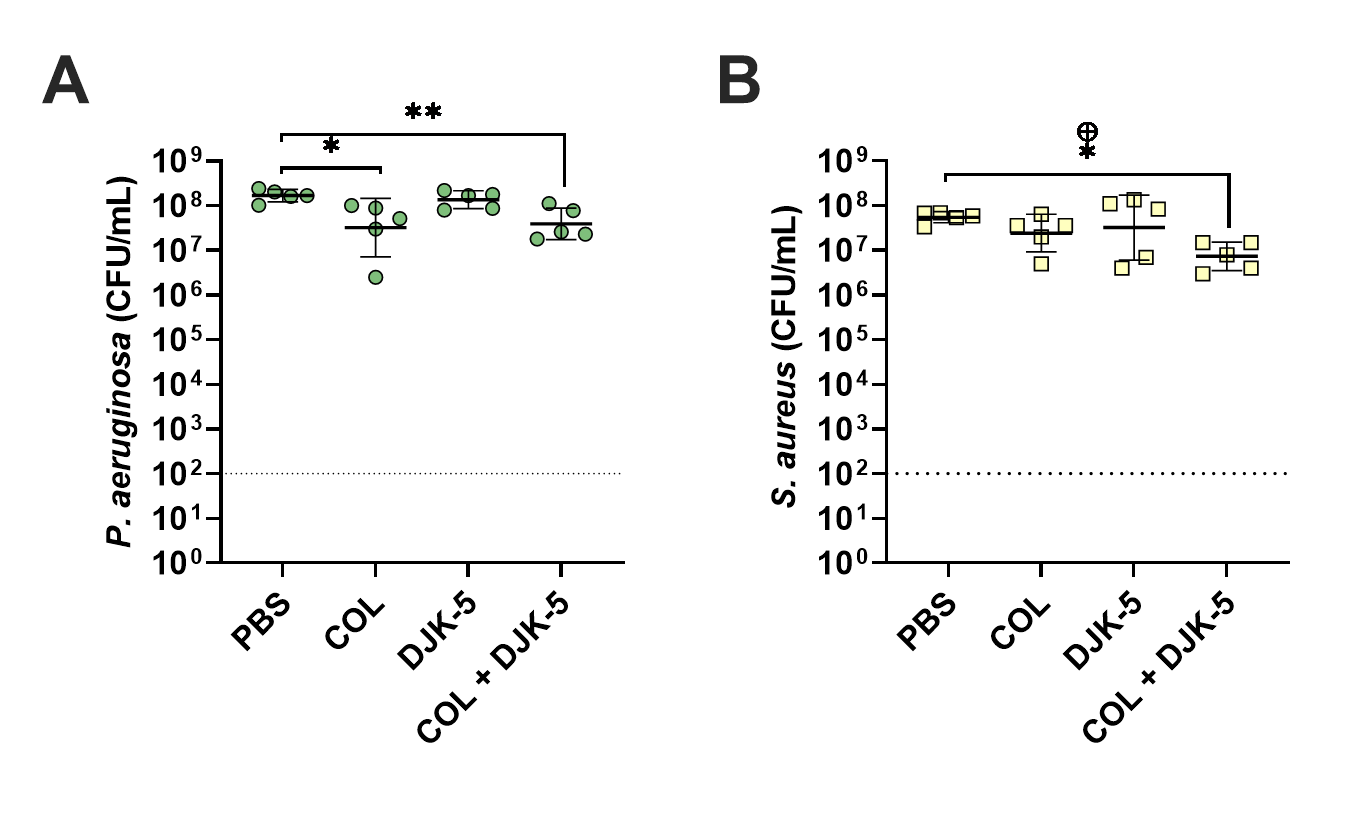 A
**
*
P. aeruginosa (CFU/mL)
10⁹
10⁸
10⁷
10⁶
10⁵
10⁴
10³
10²
10¹
10⁰
PBS
COL
DJK-5
COL + DJK-5
B
⊕
*
S. aureus (CFU/mL)
10⁹
10⁸
10⁷
10⁶
10⁵
10⁴
10³
10²
10¹
10⁰
PBS
COL
DJK-5
COL + DJK-5